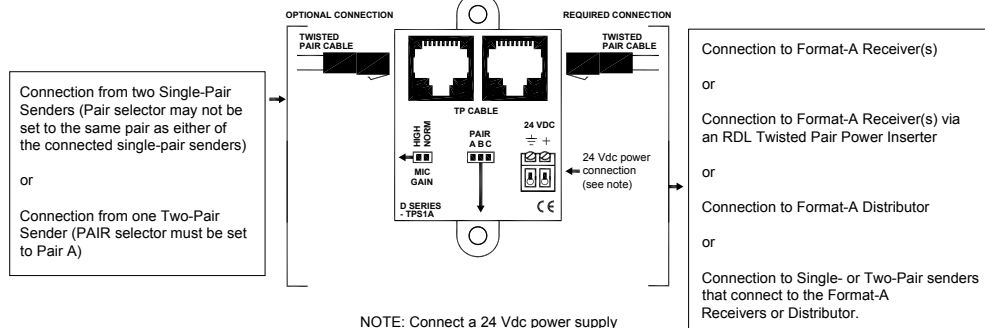 OPTIONAL CONNECTION
REQUIRED CONNECTION
TWISTED
PAIR CABLE
TWISTED
PAIR CABLE
Connection from two Single-Pair
Senders (Pair selector may not be
set to the same pair as either of
the connected single-pair senders)
or
Connection from one Two-Pair
Sender (PAIR selector must be set
to Pair A)
TP CABLE
HIGH
NORM
MIC
GAIN
PAIR
A B C
24 VDC
+
D SERIES
- TPS1A
CE
24 Vdc power
connection
(see note)
Connection to Format-A Receiver(s)
or
Connection to Format-A Receiver(s) via
an RDL Twisted Pair Power Inserter
or
Connection to Format-A Distributor
or
Connection to Single- or Two-Pair senders
that connect to the Format-A
Receivers or Distributor.
NOTE: Connect a 24 Vdc power supply